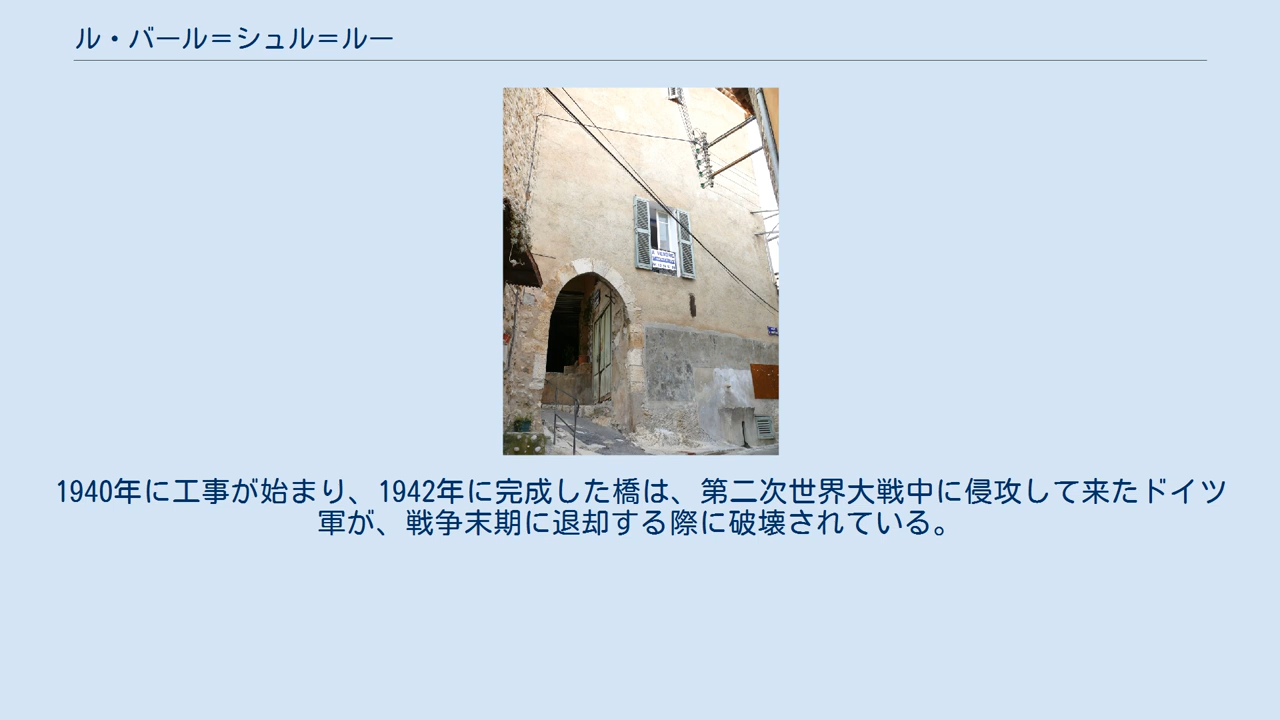 ル・バール＝シュル＝ルー
1940年に工事が始まり、1942年に完成した橋は、第二次世界大戦中に侵攻して来たドイツ
軍が、戦争末期に退却する際に破壊されている。